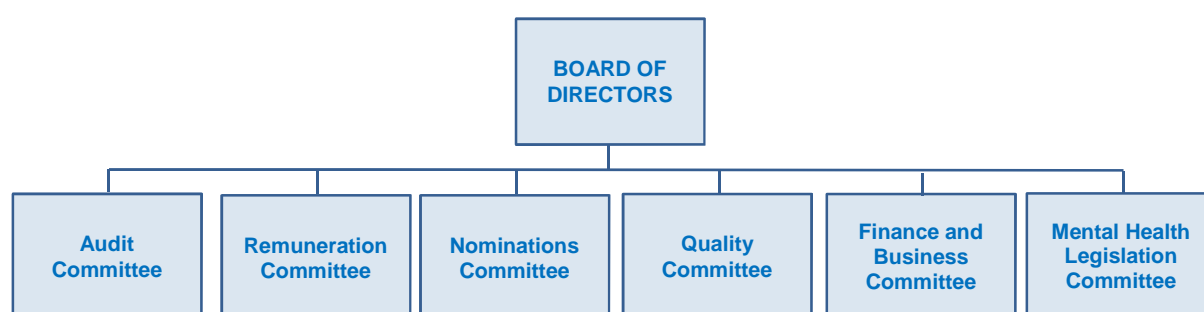 BOARD OF
DIRECTORS
Audit
Committee
Remuneration
Committee
Nominations
Committee
Quality
Committee
Finance and
Business
Committee
Mental Health
Legislation
Committee